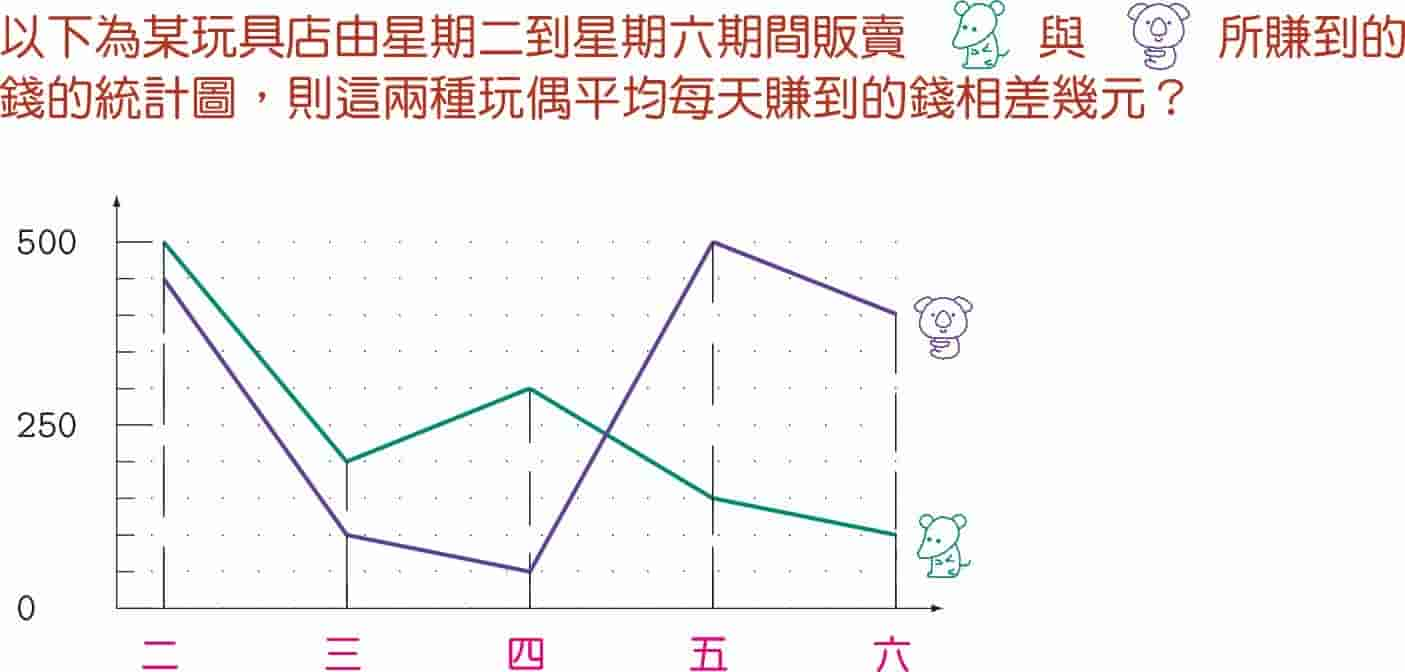 以下為某玩具店由星期二到星期六期間販賣 與 所賺到的
錢的統計圖，則這兩種玩偶平均每天賺到的錢相差幾元？
500
250
0
二 三 四 五 六